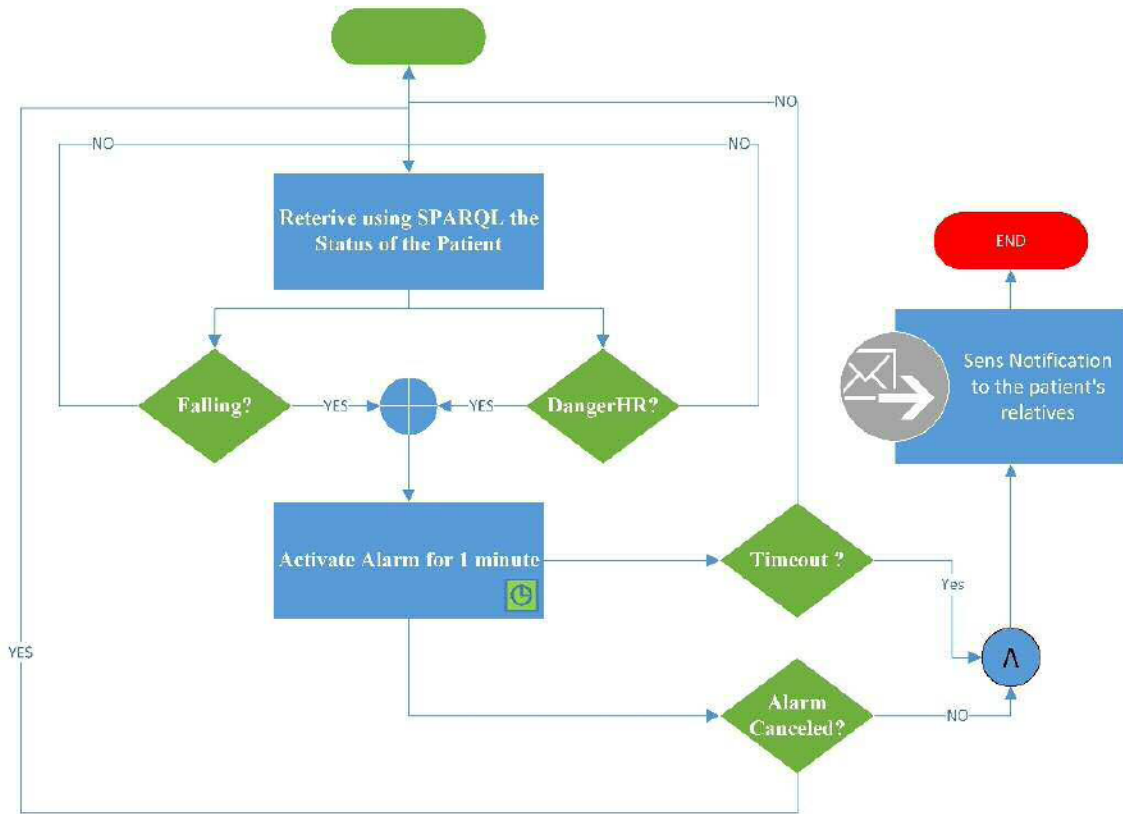 NO
NO
NO
Reterive using SPARQL the
Status of the Patient
END
Sens Notification
to the patient's
relatives
Falling?
YES
YES
DangerHR?
Activate Alarm for 1 minute
Timeout ?
Yes
Λ
YES
Alarm
Canceled?
NO